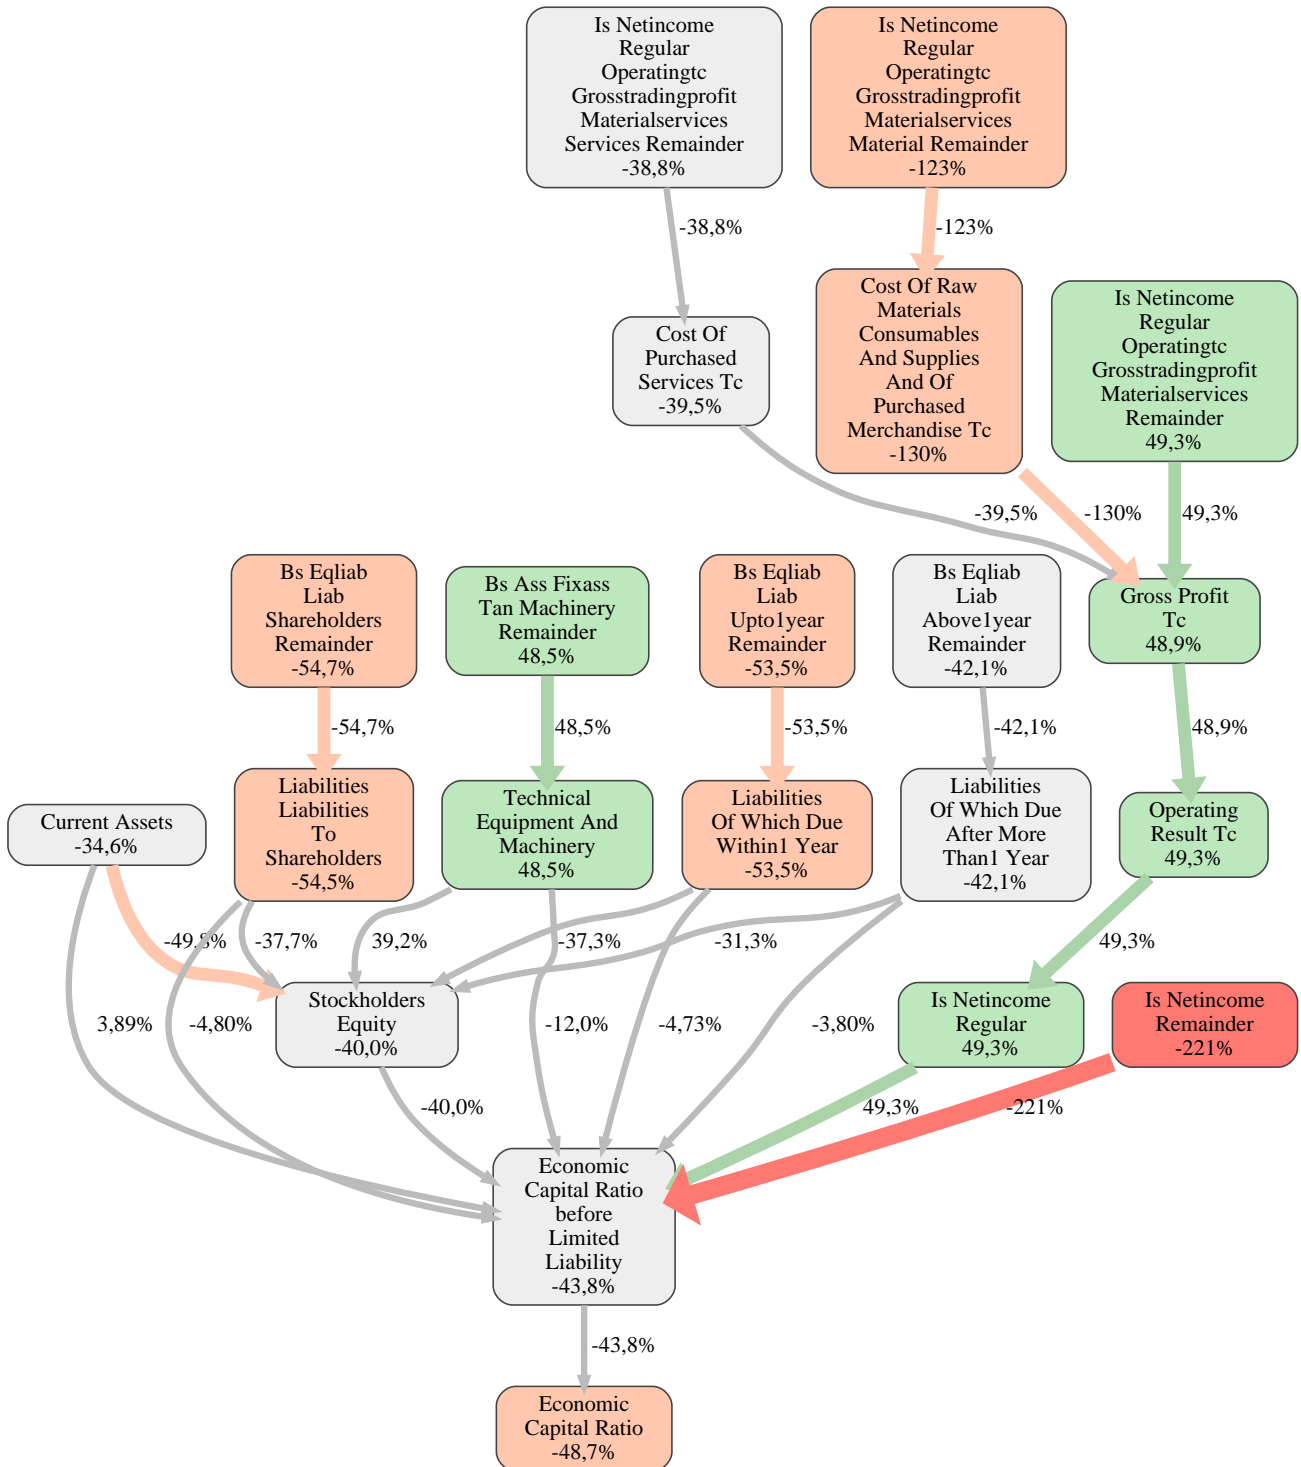 Is Netincome
Regular
Operatingtc
Grosstradingprofit
Materialservices
Services Remainder
-38,8%
Is Netincome
Regular
Operatingtc
Grosstradingprofit
Materialservices
Material Remainder
-123%
-38,8%
-123%
Cost Of
Purchased
Services Tc
-39,5%
Cost Of Raw
Materials
Consumables
And Supplies
And Of
Purchased
Merchandise Tc
-130%
Is Netincome
Regular
Operatingtc
Grosstradingprofit
Materialservices
Remainder
49,3%
-39,5%
-130%
49,3%
Bs Eqliab
Liab
Shareholders
Remainder
-54,7%
Bs Ass Fixass
Tan Machinery
Remainder
48,5%
Bs Eqliab
Liab
Upto1year
Remainder
-53,5%
Bs Eqliab
Liab
Above1year
Remainder
-42,1%
Gross Profit
Tc
48,9%
-54,7%
48,5%
-53,5%
-42,1%
48,9%
Current Assets
-34,6%
Liabilities
Liabilities
To
Shareholders
-54,5%
Technical
Equipment And
Machinery
48,5%
Liabilities
Of Which Due
Within1 Year
-53,5%
Liabilities
Of Which Due
After More
Than1 Year
-42,1%
Operating
Result Tc
49,3%
-49,8%
-37,7%
39,2%
-37,3%
-31,3%
49,3%
Stockholders
Equity
-40,0%
Is Netincome
Regular
49,3%
Is Netincome
Remainder
-221%
3,89%
-4,80%
-12,0%
-4,73%
-3,80%
-40,0%
49,3%
-221%
Economic
Capital Ratio
before
Limited
Liability
-43,8%
-43,8%
Economic
Capital Ratio
-48,7%